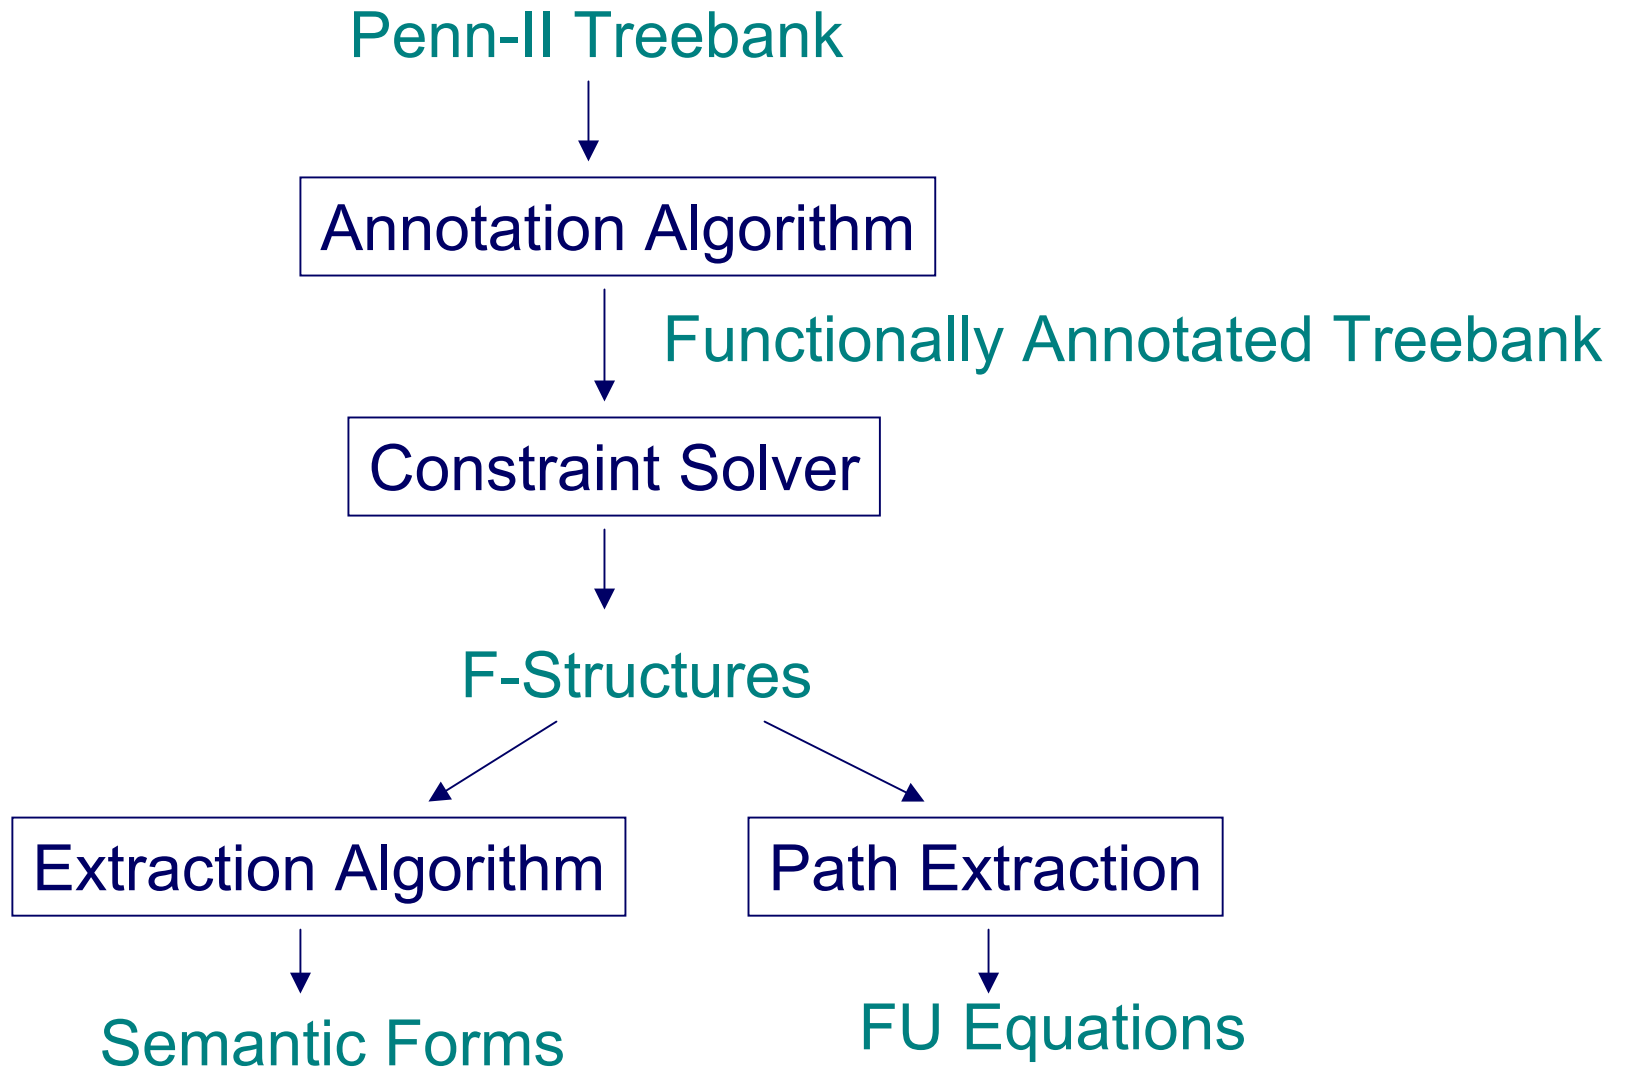 Penn-II Treebank
Annotation Algorithm
Functionally Annotated Treebank
Constraint Solver
F-Structures
Extraction Algorithm
Path Extraction
Semantic Forms
FU Equations